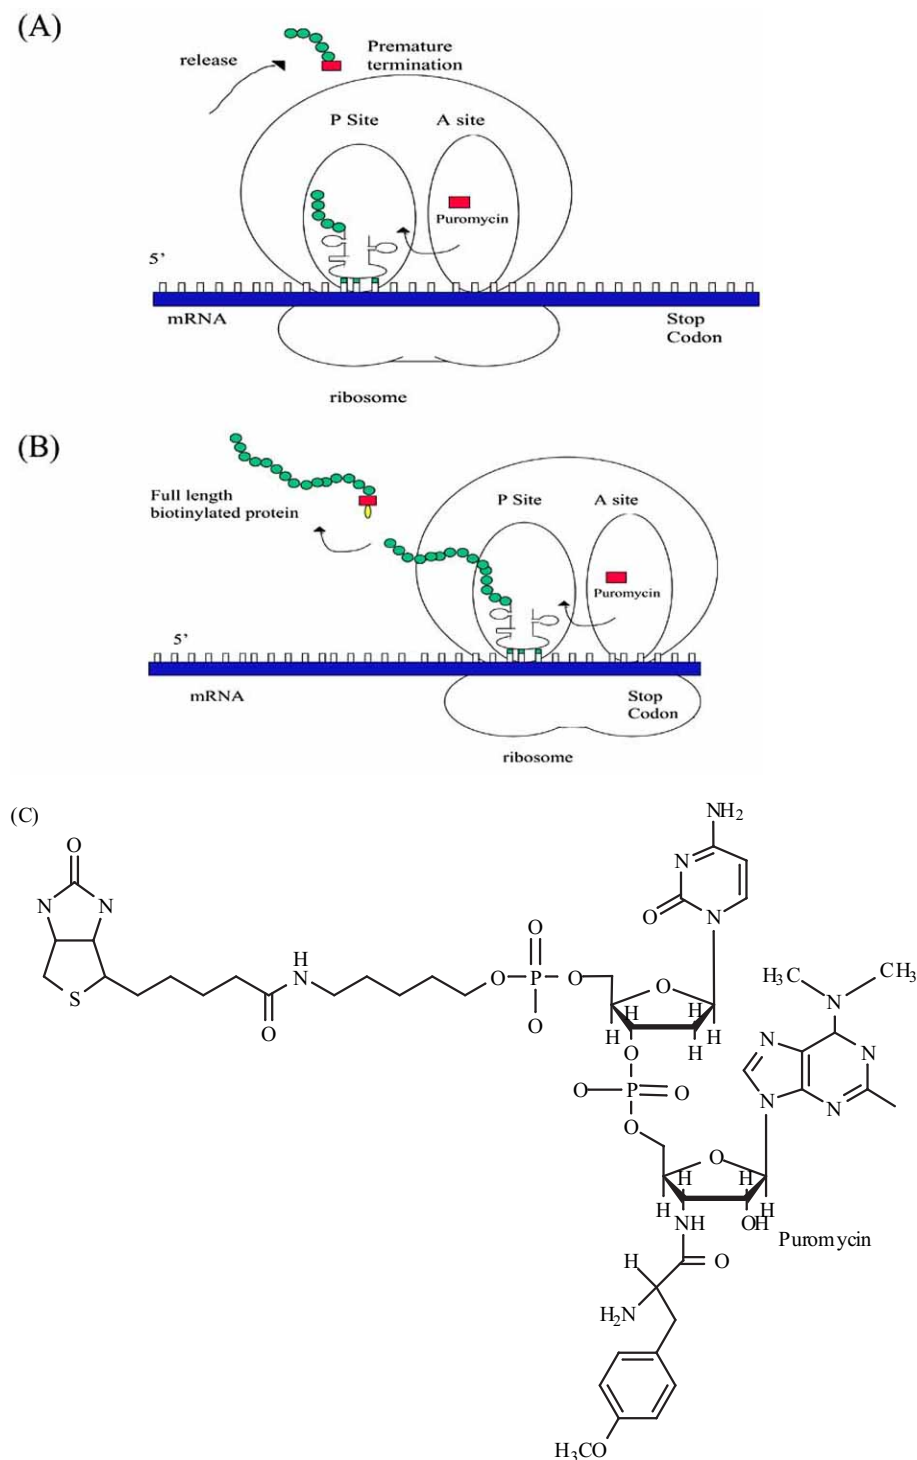 (A)
release
Premature
termination
P Site
A site
Puromycin
5’
mRNA
Stop
Codon
ribosome
(B)
Full length
biotinylated protein
P Site
A site
Puromycin
5’
mRNA
Stop
Codon
ribosome
(C)
NH2
N
O
N
O
N
N
S
H
N
O
O
O
P
O
O
O
H
H
H
H
H
O
O
P
O
O
H3C
CH3
N
N
N
N
N
O
H
H
H
H
NH
OH
Puromycin
H
O
H2N
H3CO